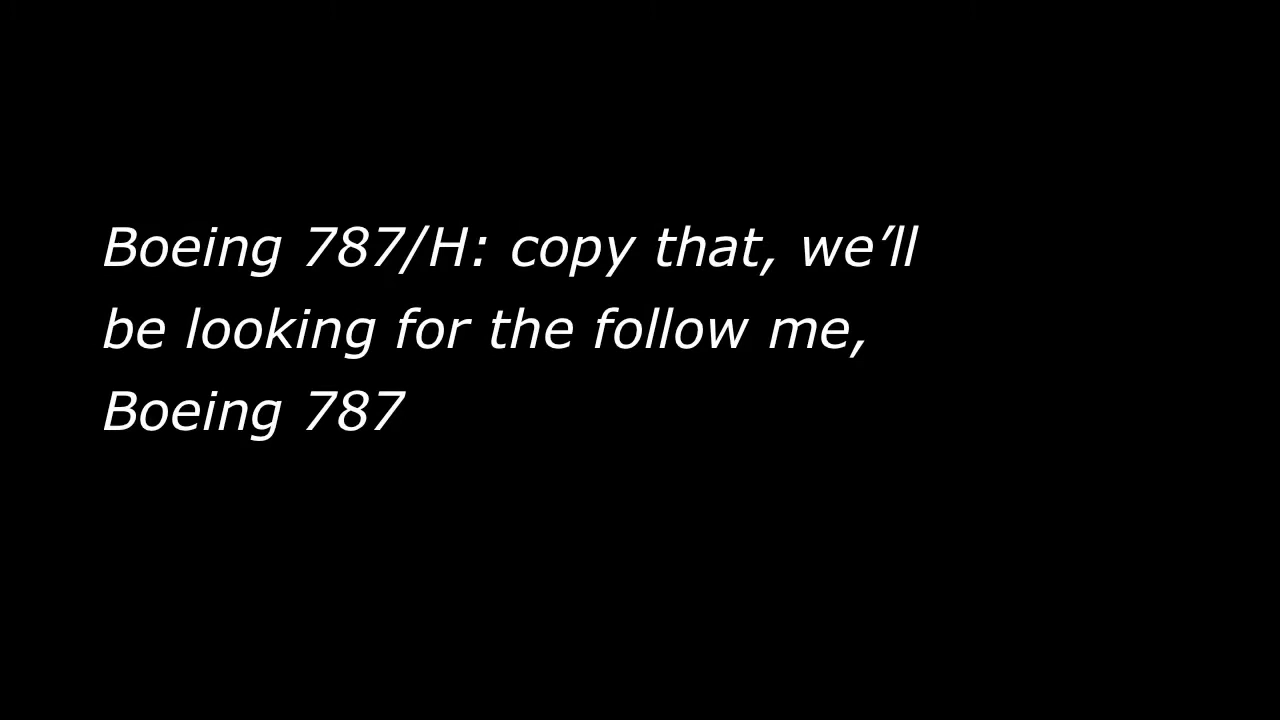 Boeing 787/H: copy that, we’ll
be looking for the follow me,
Boeing 787